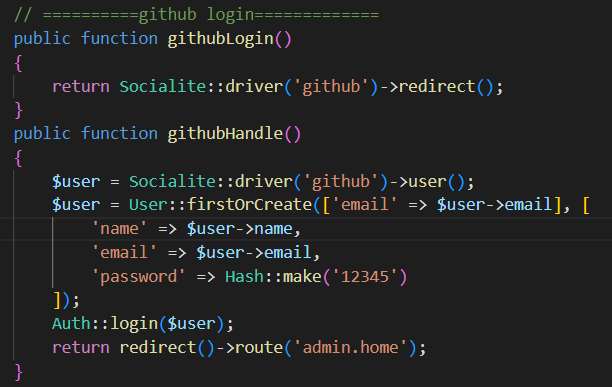 // ==========github login=============
public function githubLogin()
{
    return Socialite::driver('github')->redirect();
}
public function githubHandle()
{
    $user = Socialite::driver('github')->user();
    $user = User::firstOrCreate(['email' => $user->email], [
        'name' => $user->name,
        'email' => $user->email,
        'password' => Hash::make('12345')
    ]);
    Auth::login($user);
    return redirect()->route('admin.home');
}